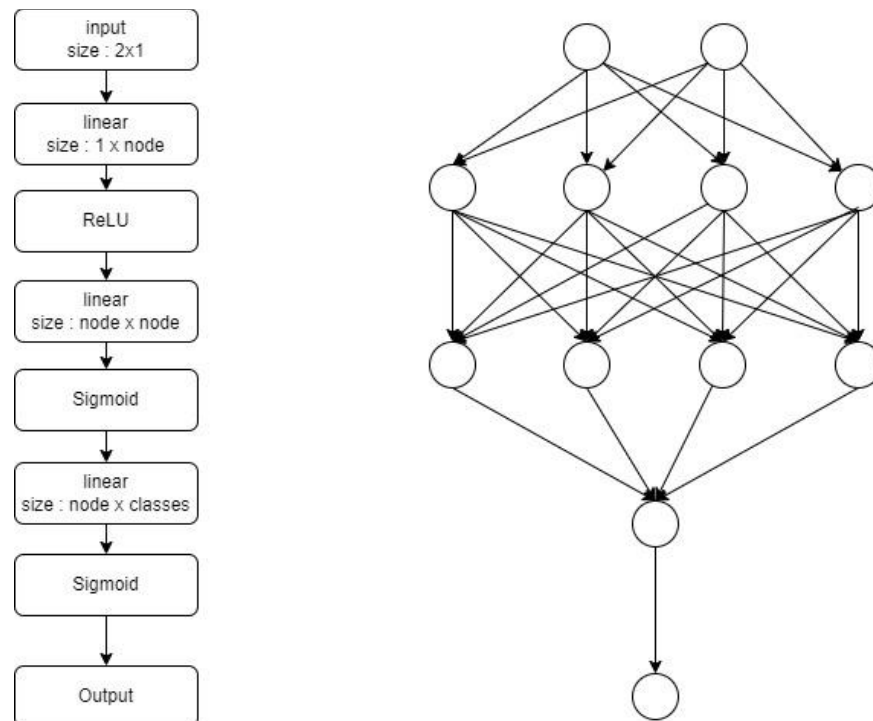 input
size : 2x1
linear
size : 1 x node
ReLU
linear
size : node x node
Sigmoid
linear
size : node x classes
Sigmoid
Output